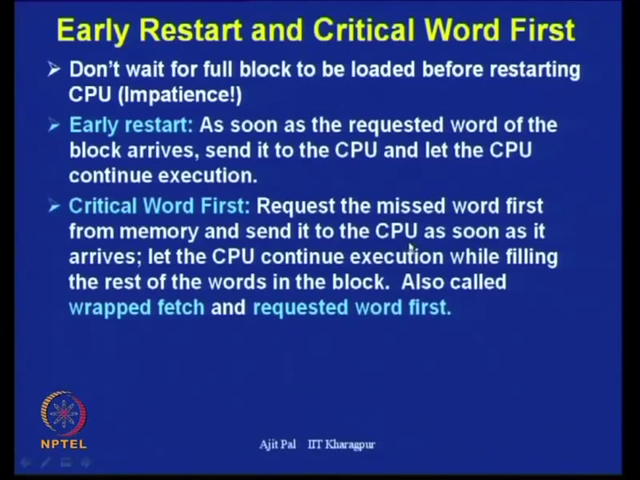 Early Restart and Critical Word First
Don't wait for full block to be loaded before restarting
CPU (Impatience!)
Early restart: As soon as the requested word of the
block arrives, send it to the CPU and let the CPU
continue execution.
Critical Word First: Request the missed word first
from memory and send it to the CPU as soon as it
arrives; let the CPU continue execution while filling
the rest of the words in the block. Also called
wrapped fetch and requested word first.
NPTEL
Ajit Pal IIT Kharagpur